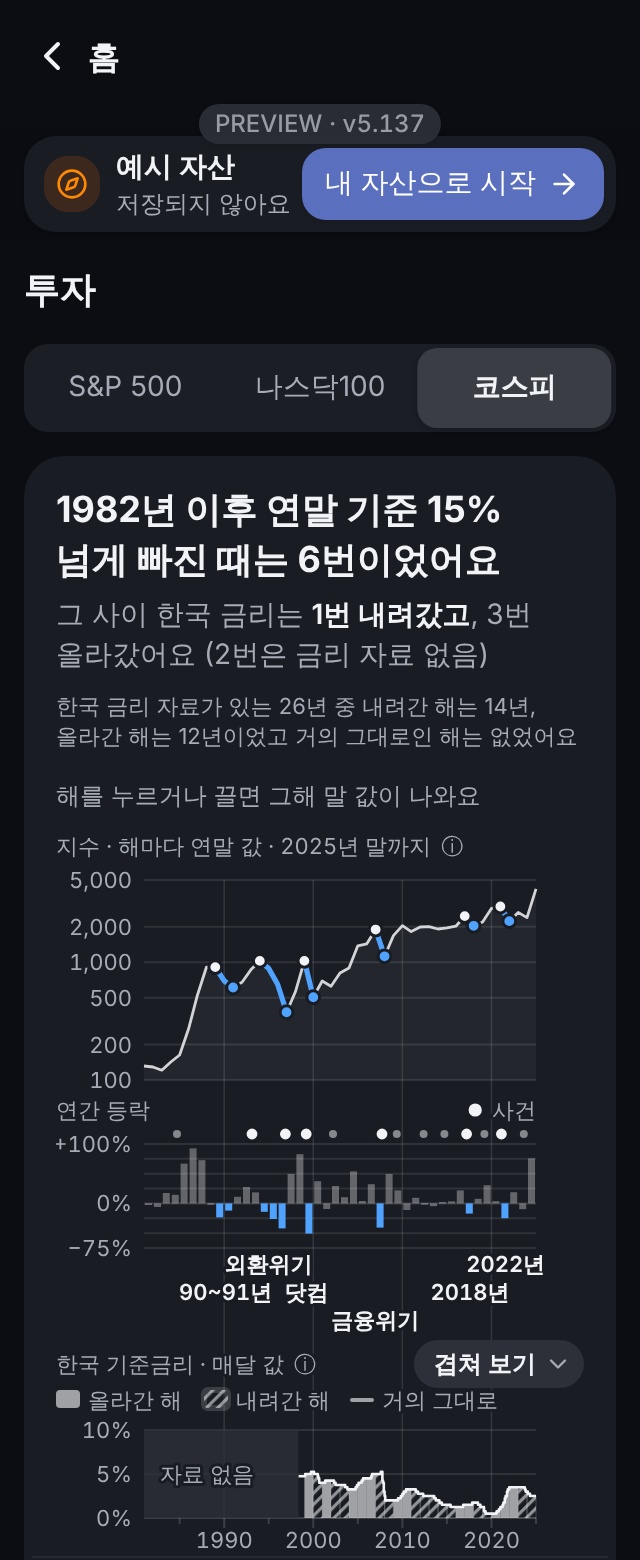 홈
PREVIEW · v5.137
예시 자산
저장되지 않아요
내 자산으로 시작 →
투자
S&P 500
나스닥100
코스피
1982년 이후 연말 기준 15%
넘게 빠진 때는 6번이었어요
그 사이 한국 금리는 1번 내려갔고, 3번
올라갔어요 (2번은 금리 자료 없음)
한국 금리 자료가 있는 26년 중 내려간 해는 14년,
올라간 해는 12년이었고 거의 그대로인 해는 없었어요
해를 누르거나 끌면 그해 말 값이 나와요
지수 · 해마다 연말 값 · 2025년 말까지 ⓘ
5,000
2,000
1,000
500
200
100
연간 등락
사건
+100%
0%
−75%
외환위기
2022년
90~91년
닷컴
2018년
금융위기
한국 기준금리 · 매달 값 ⓘ
겹쳐 보기
올라간 해
내려간 해
거의 그대로
10%
자료 없음
5%
0%
1990
2000
2010
2020